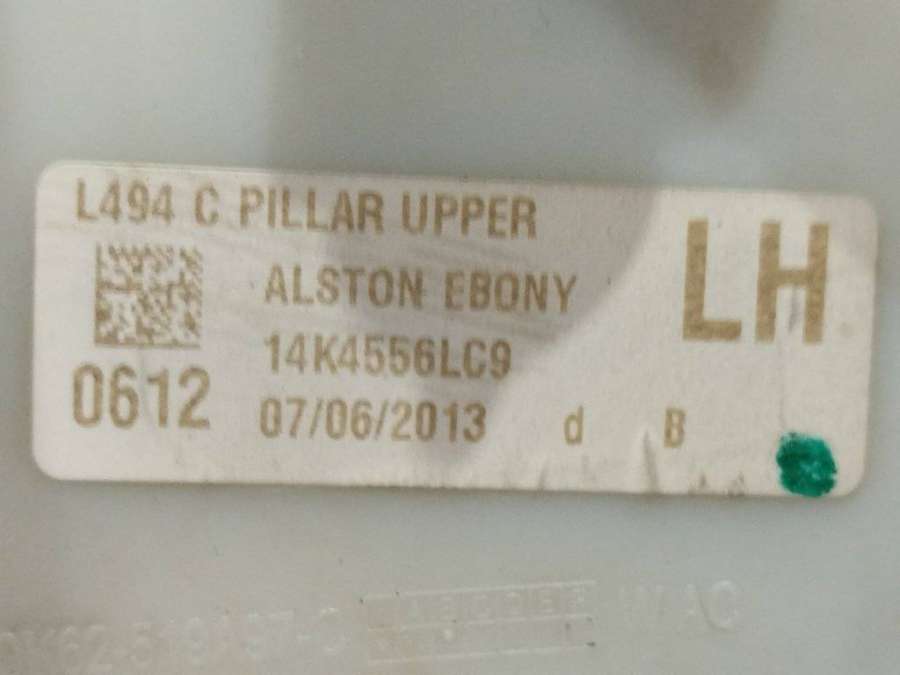 L494 C PILLAR UPPER
LH
ALSTON EBONY
14K4556LC9
0612
07/06/2013 d B